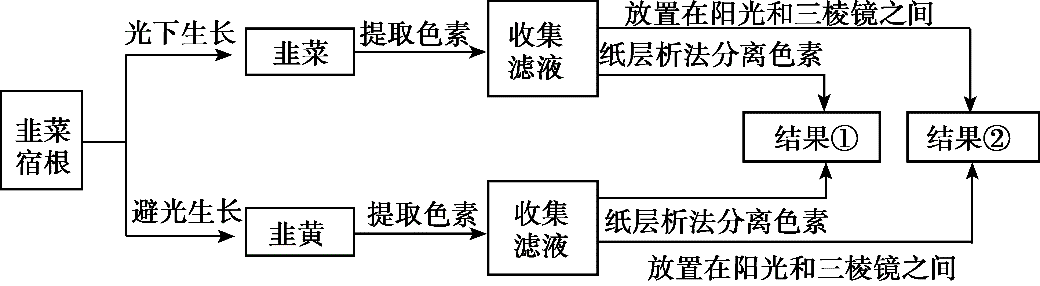 放置在阳光和三棱镜之间
光下生长
韭菜
提取色素
收集
滤液
纸层析法分离色素
韭菜
宿根
结果①
结果②
避光生长
韭黄
提取色素
收集
滤液
纸层析法分离色素
放置在阳光和三棱镜之间